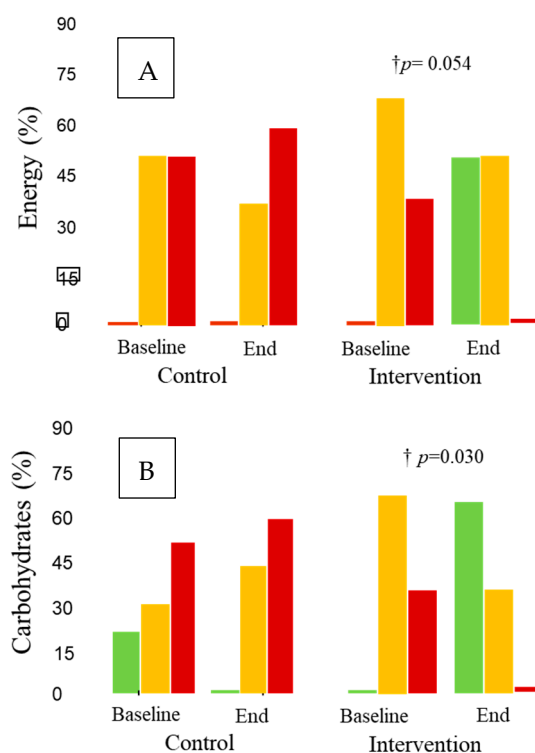 90
A
75
†p= 0.054
60
45
30
15
0
Energy (%)
Baseline
End
Baseline
End
Control
Intervention
90
B
† p=0.030
75
60
45
30
15
0
Carbohydrates (%)
Baseline
End
Baseline
End
Control
Intervention